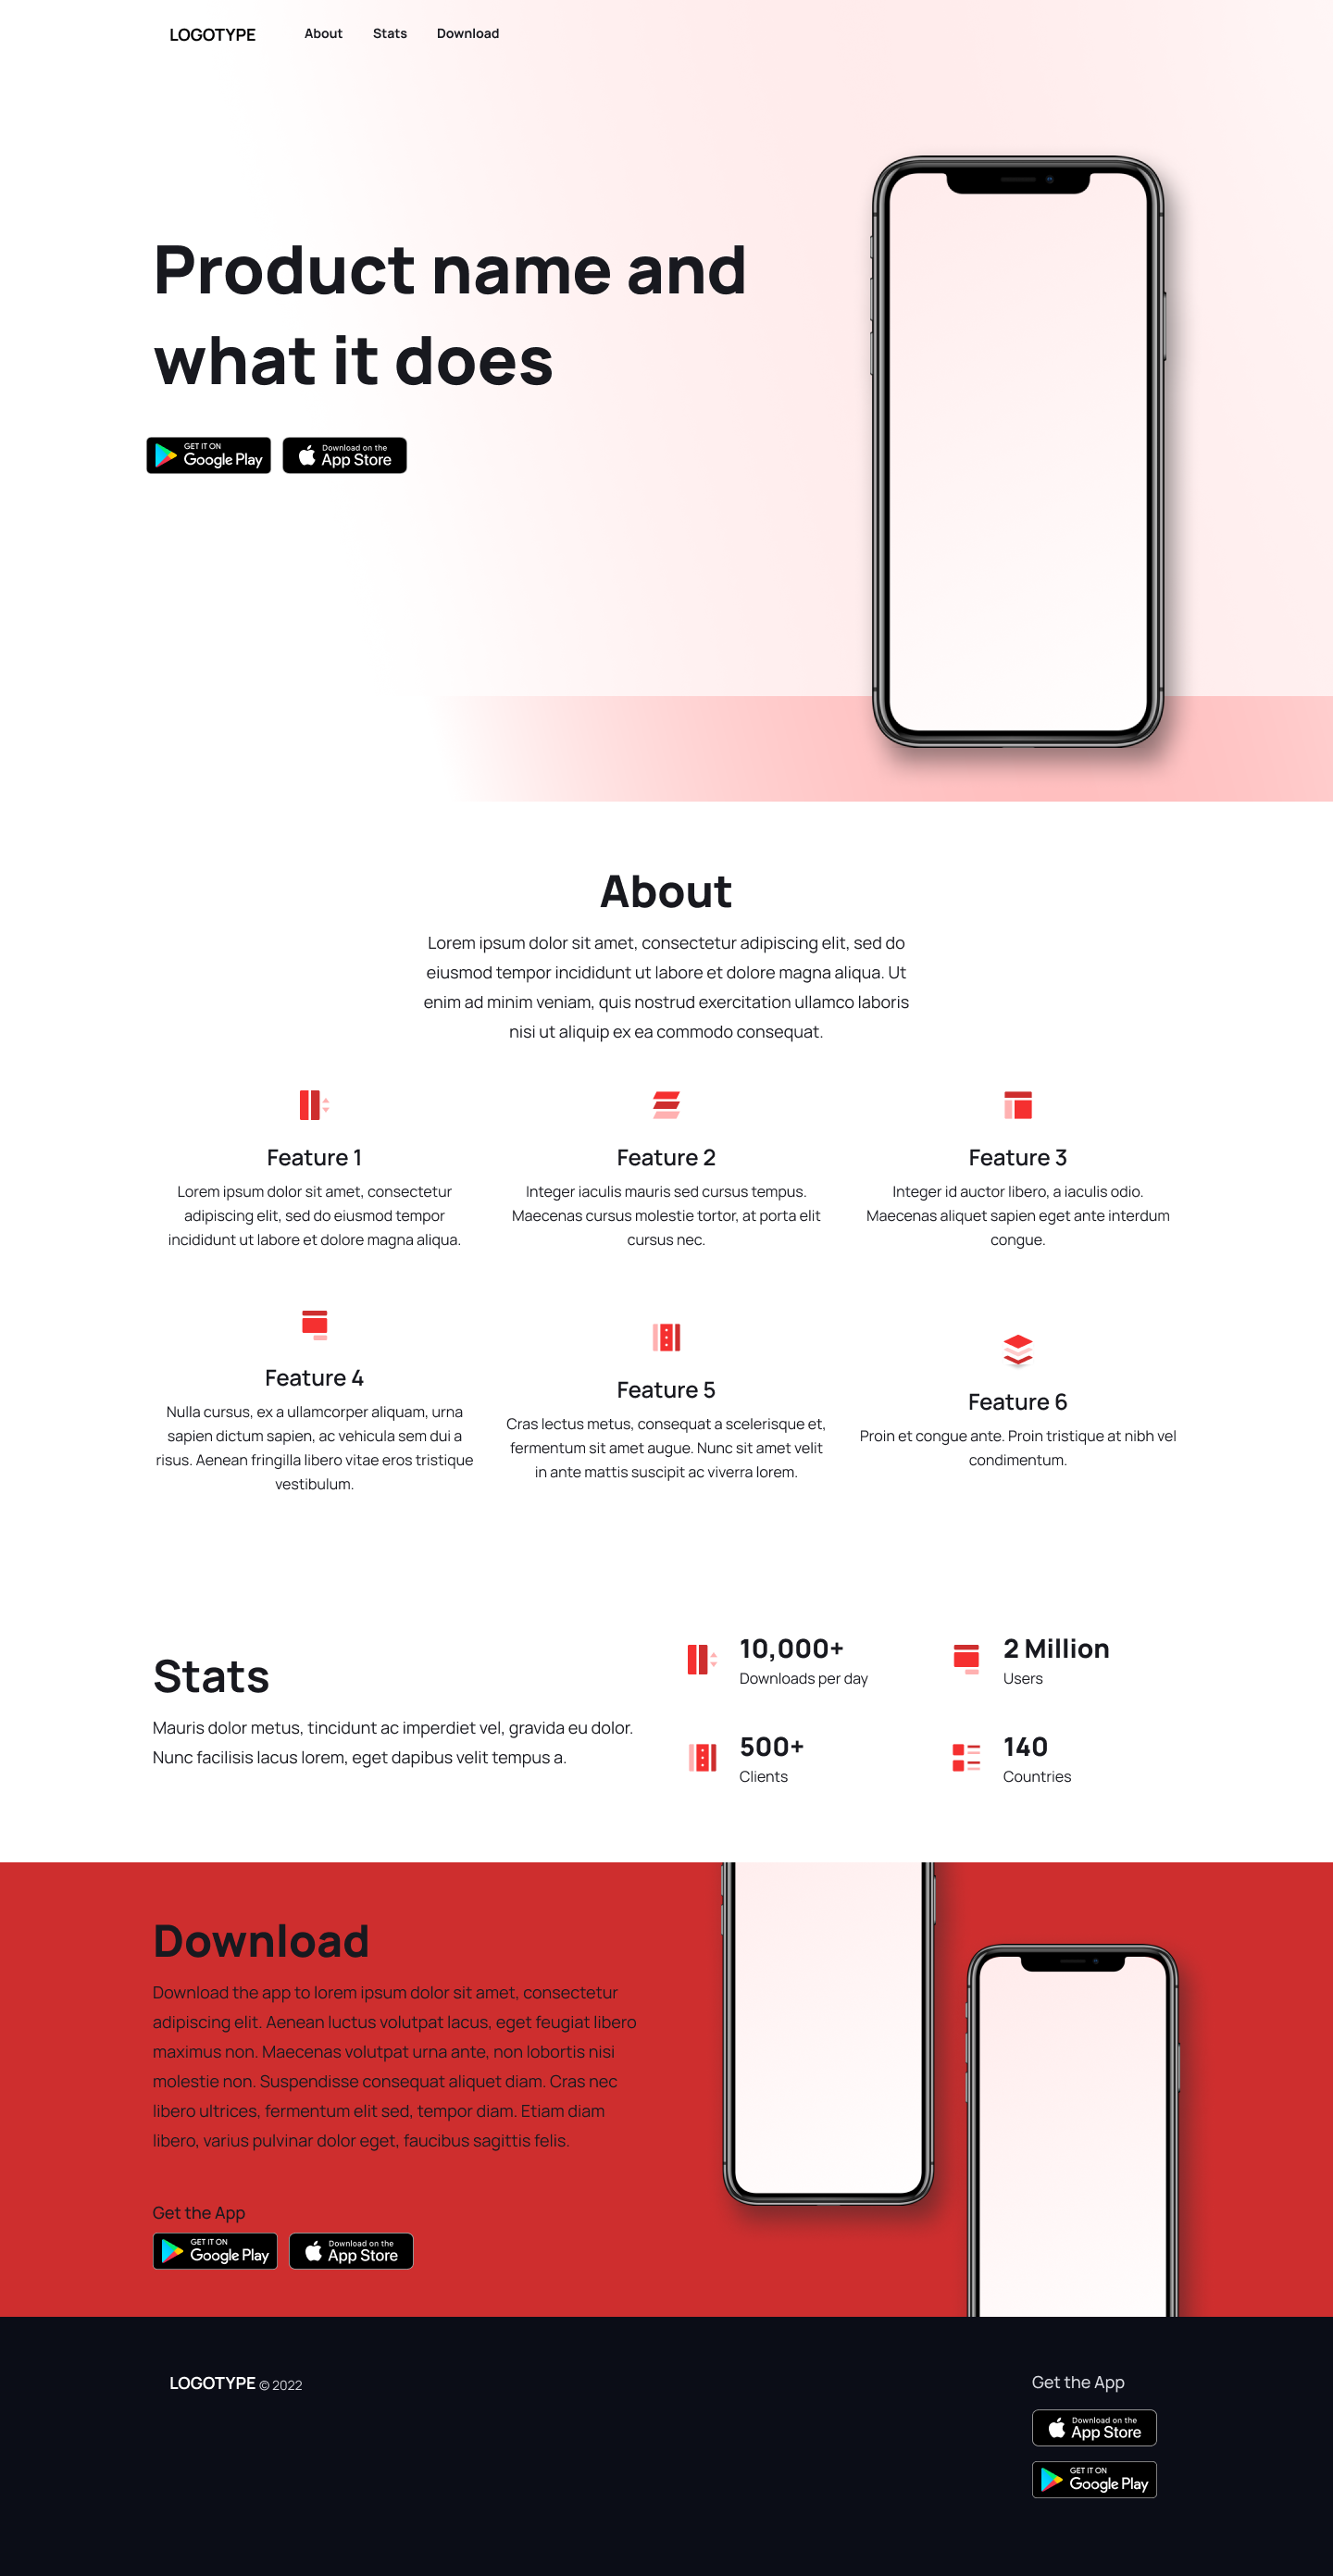 LOGOTYPE
About
Stats
Download
Product name and
what it does
GET IT ON
Google Play
Download on the
App Store
About
Lorem ipsum dolor sit amet, consectetur adipiscing elit, sed do
eiusmod tempor incididunt ut labore et dolore magna aliqua. Ut
enim ad minim veniam, quis nostrud exercitation ullamco laboris
nisi ut aliquip ex ea commodo consequat.
Feature 1
Lorem ipsum dolor sit amet, consectetur
adipiscing elit, sed do eiusmod tempor
incididunt ut labore et dolore magna aliqua.
Feature 2
Integer iaculis mauris sed cursus tempus.
Maecenas cursus molestie tortor, at porta elit
cursus nec.
Feature 3
Integer id auctor libero, a iaculis odio.
Maecenas aliquet sapien eget ante interdum
congue.
Feature 4
Nulla cursus, ex a ullamcorper aliquam, urna
sapien dictum sapien, ac vehicula sem dui a
risus. Aenean fringilla libero vitae eros tristique
vestibulum.
Feature 5
Cras lectus metus, consequat a scelerisque et,
fermentum sit amet augue. Nunc sit amet velit
in ante mattis suscipit ac viverra lorem.
Feature 6
Proin et congue ante. Proin tristique at nibh vel
condimentum.
Stats
Mauris dolor metus, tincidunt ac imperdiet vel, gravida eu dolor.
Nunc facilisis lacus lorem, eget dapibus velit tempus a.
10,000+
Downloads per day
2 Million
Users
500+
Clients
140
Countries
Download
Download the app to lorem ipsum dolor sit amet, consectetur
adipiscing elit. Aenean luctus volutpat lacus, eget feugiat libero
maximus non. Maecenas volutpat urna ante, non lobortis nisi
molestie non. Suspendisse consequat aliquet diam. Cras nec
libero ultrices, fermentum elit sed, tempor diam. Etiam diam
libero, varius pulvinar dolor eget, faucibus sagittis felis.
Get the App
GET IT ON
Google Play
Download on the
App Store
LOGOTYPE © 2022
Get the App
Download on the
App Store
GET IT ON
Google Play